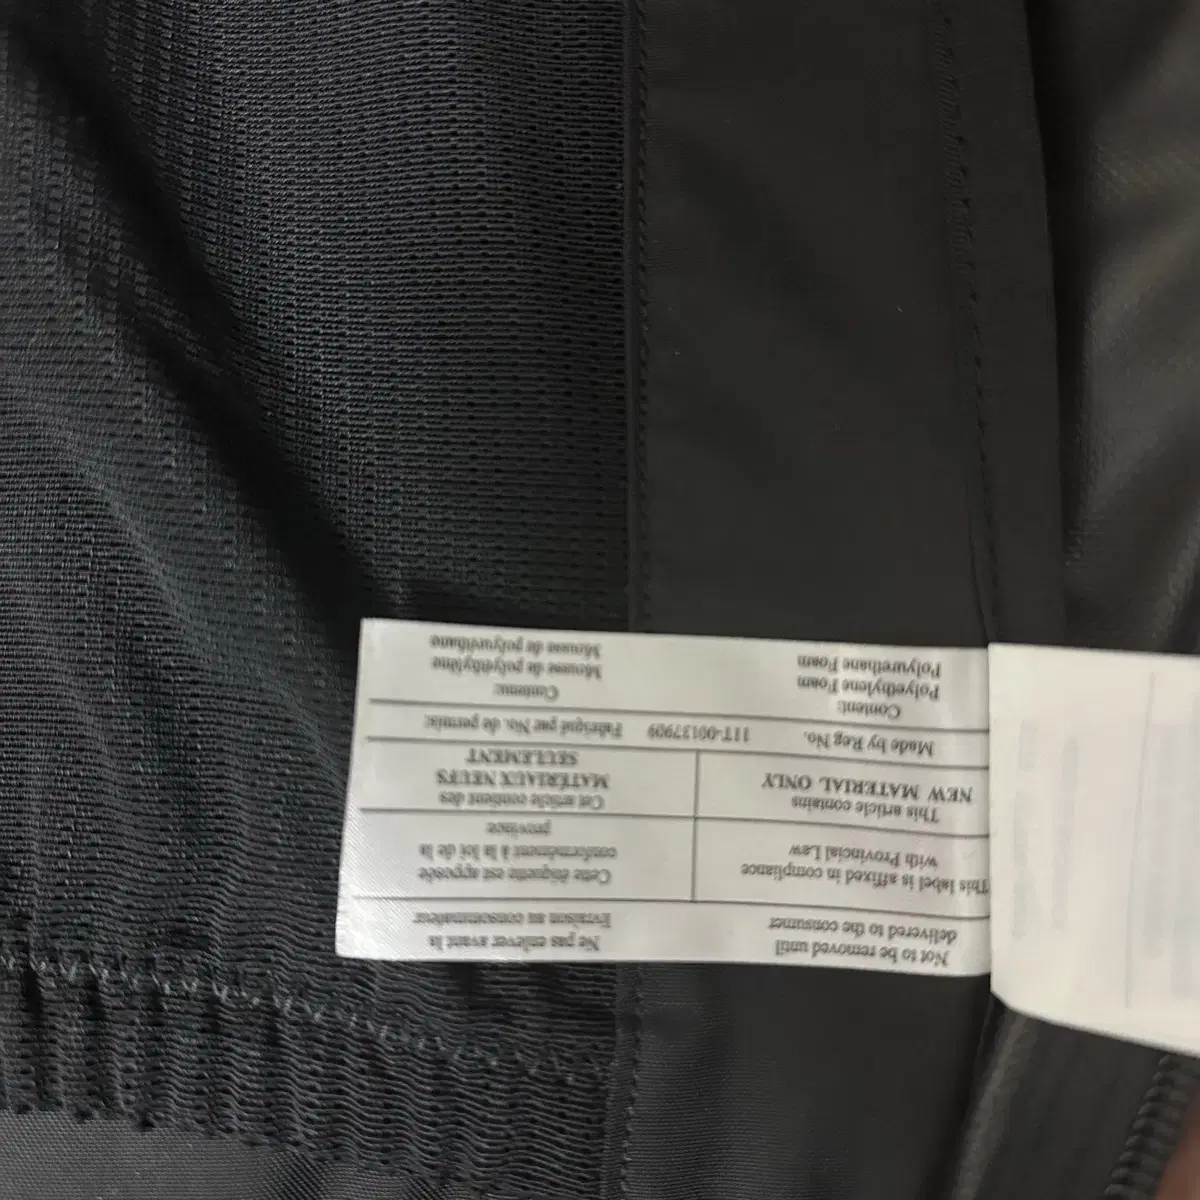 Not to be removed until
delivered to the consumer
Ne pas enlever avant la
livraison au consommateur
This label is affixed in compliance
with Provincial Law
Cette étiquette est apposée
conformément à la loi de la
province
This article contains
NEW MATERIAL ONLY
Cet article contient des
MATÉRIAUX NEUFS
SEULEMENT
Made by Reg No. 11T-00137909 Fabriqué par No. de permis:
Content:
Polyethylene Foam
Polyurethane Foam
Contenu:
Mousse de polyéthylène
Mousse de polyuréthane